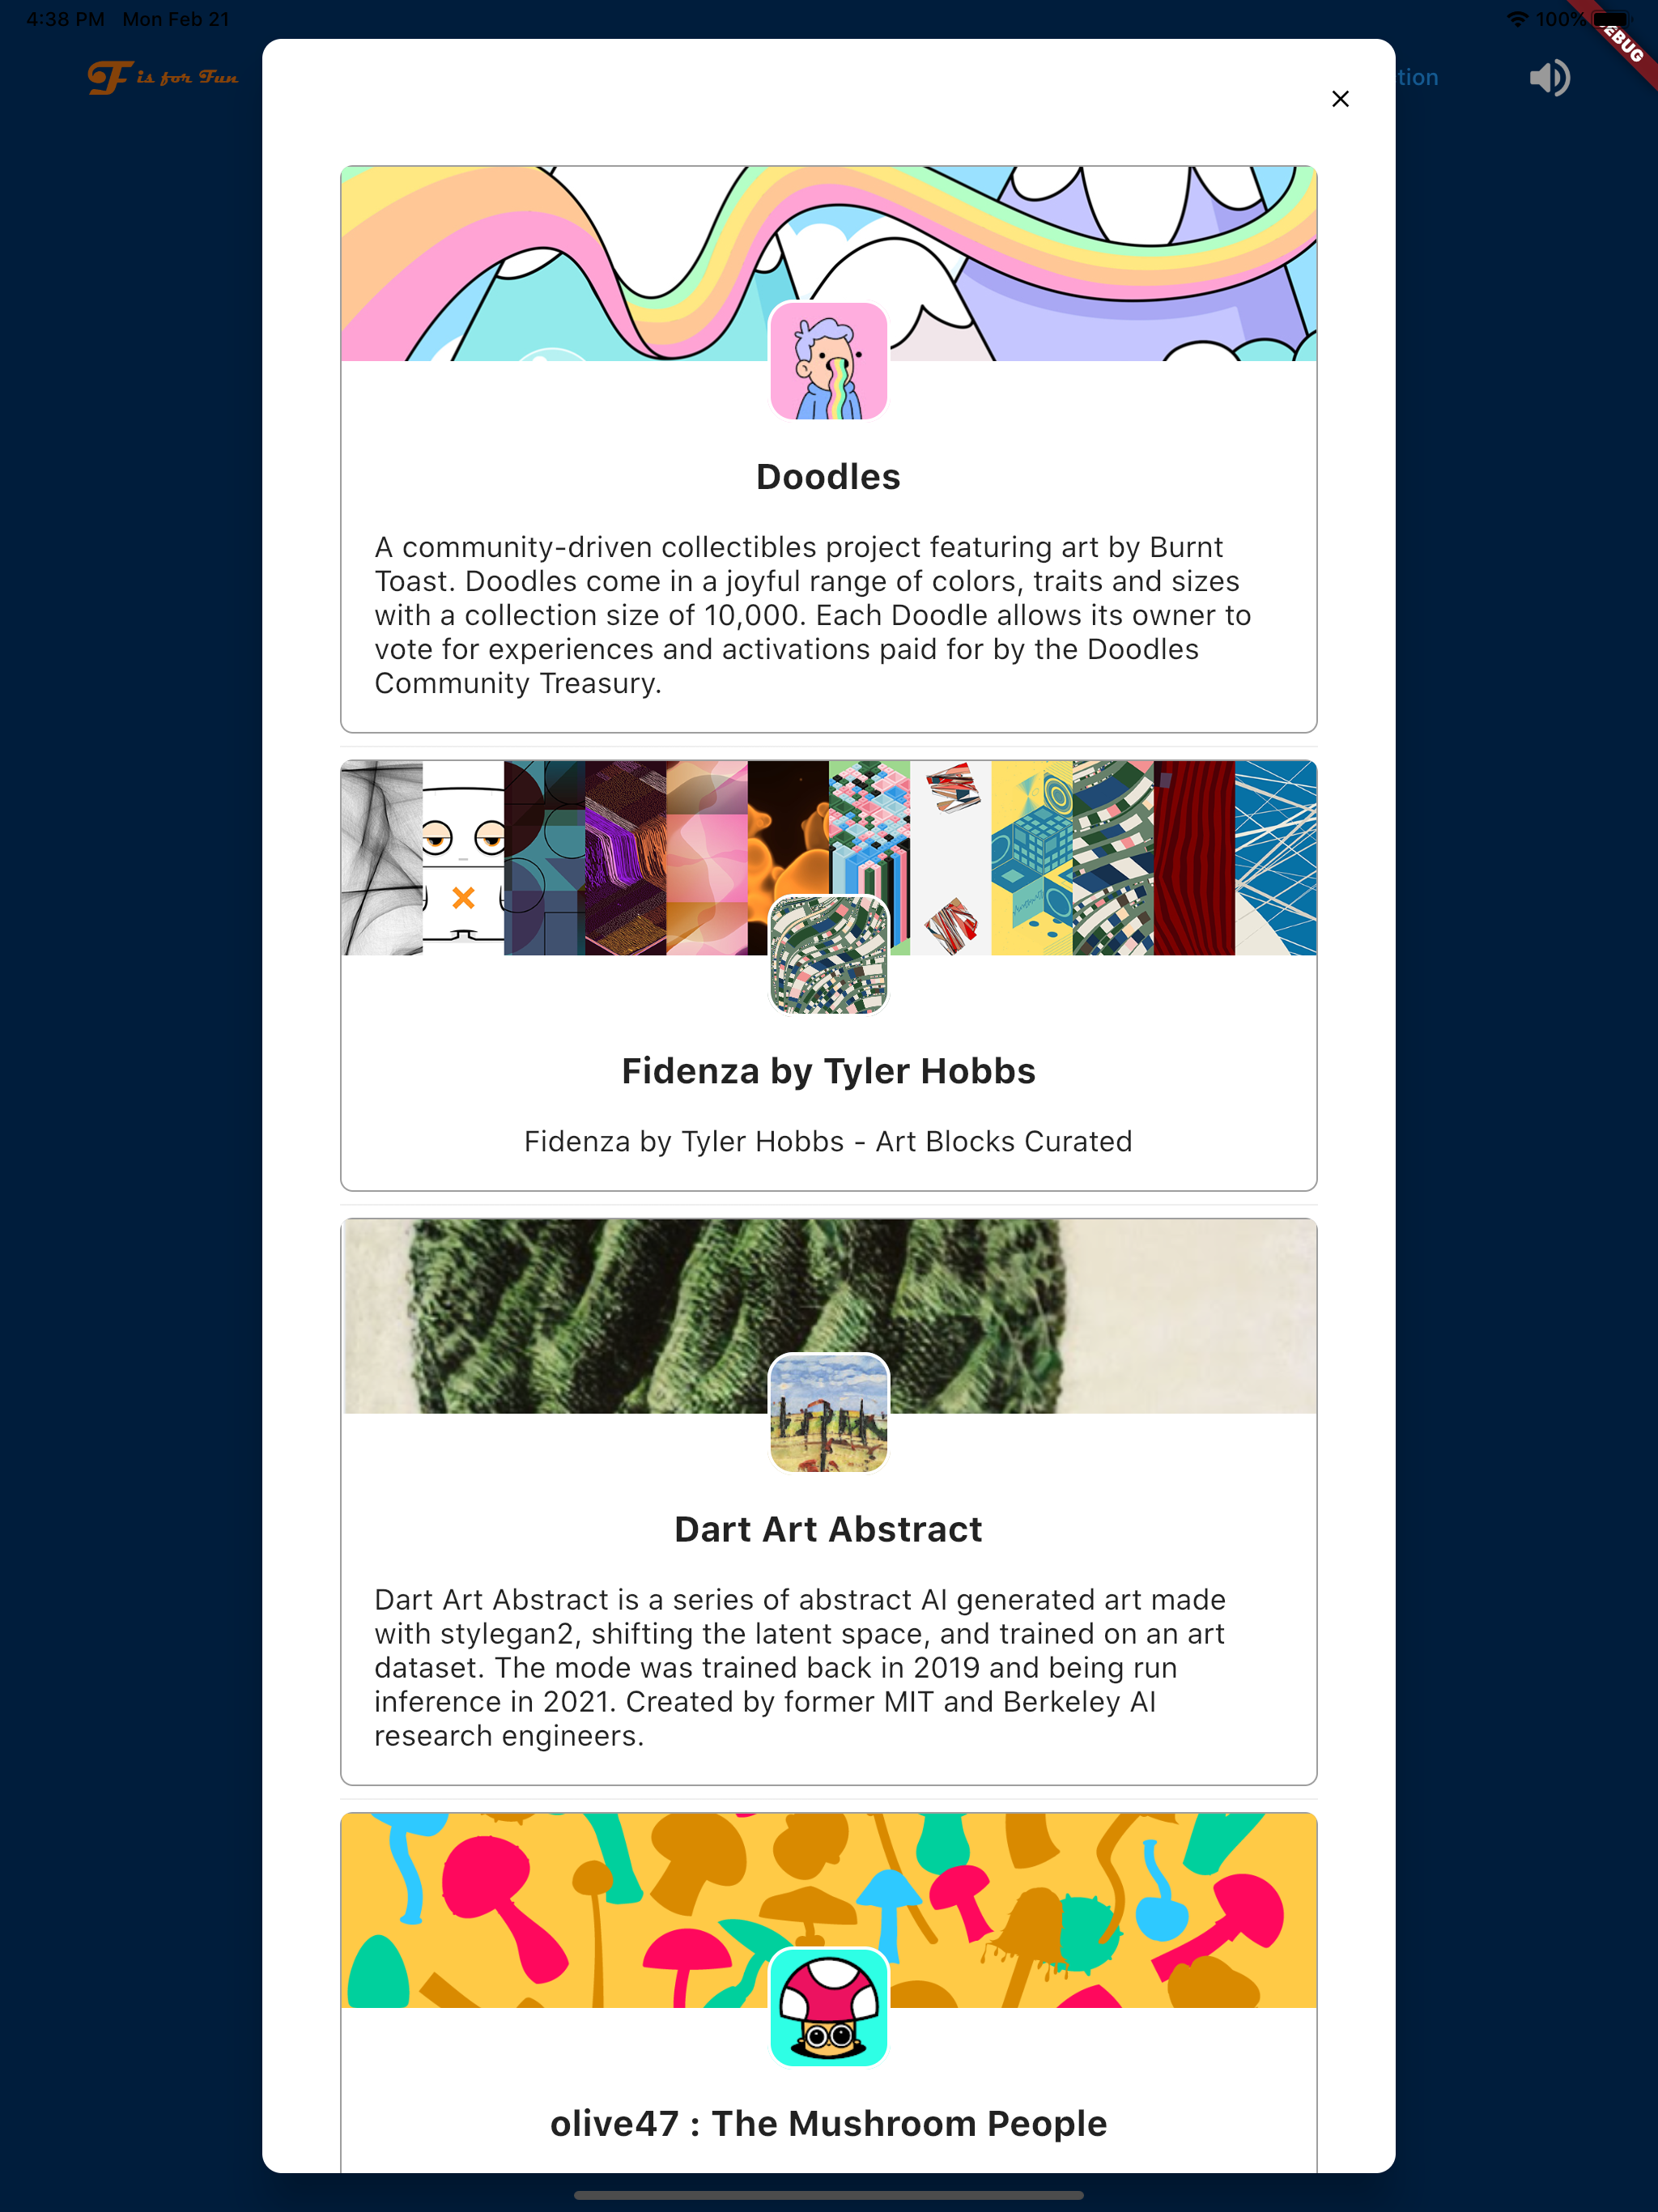 4:38 PM Mon Feb 21
100%
F is for Fun
tion
EBUG
Doodles
A community-driven collectibles project featuring art by Burnt
Toast. Doodles come in a joyful range of colors, traits and sizes
with a collection size of 10,000. Each Doodle allows its owner to
vote for experiences and activations paid for by the Doodles
Community Treasury.
Fidenza by Tyler Hobbs
Fidenza by Tyler Hobbs - Art Blocks Curated
Dart Art Abstract
Dart Art Abstract is a series of abstract AI generated art made
with stylegan2, shifting the latent space, and trained on an art
dataset. The mode was trained back in 2019 and being run
inference in 2021. Created by former MIT and Berkeley AI
research engineers.
olive47 : The Mushroom People